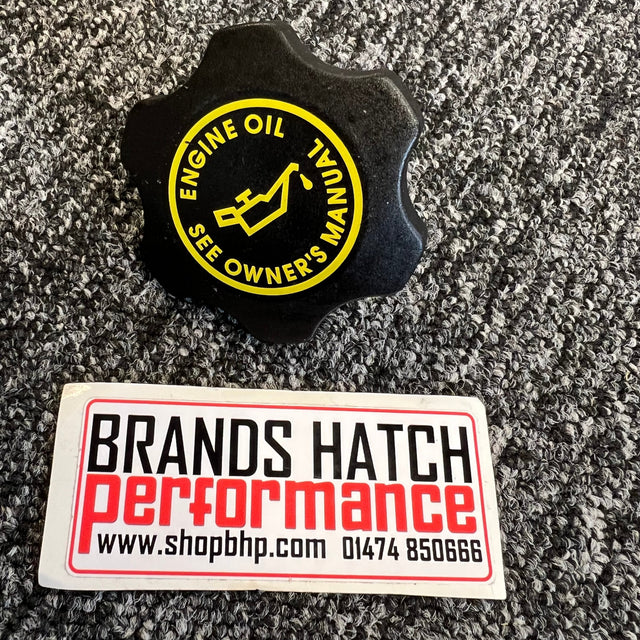 ENGINE OIL
SEE OWNER'S MANUAL
BRANDS HATCH
performance
www.shopbhp.com 01474 850666